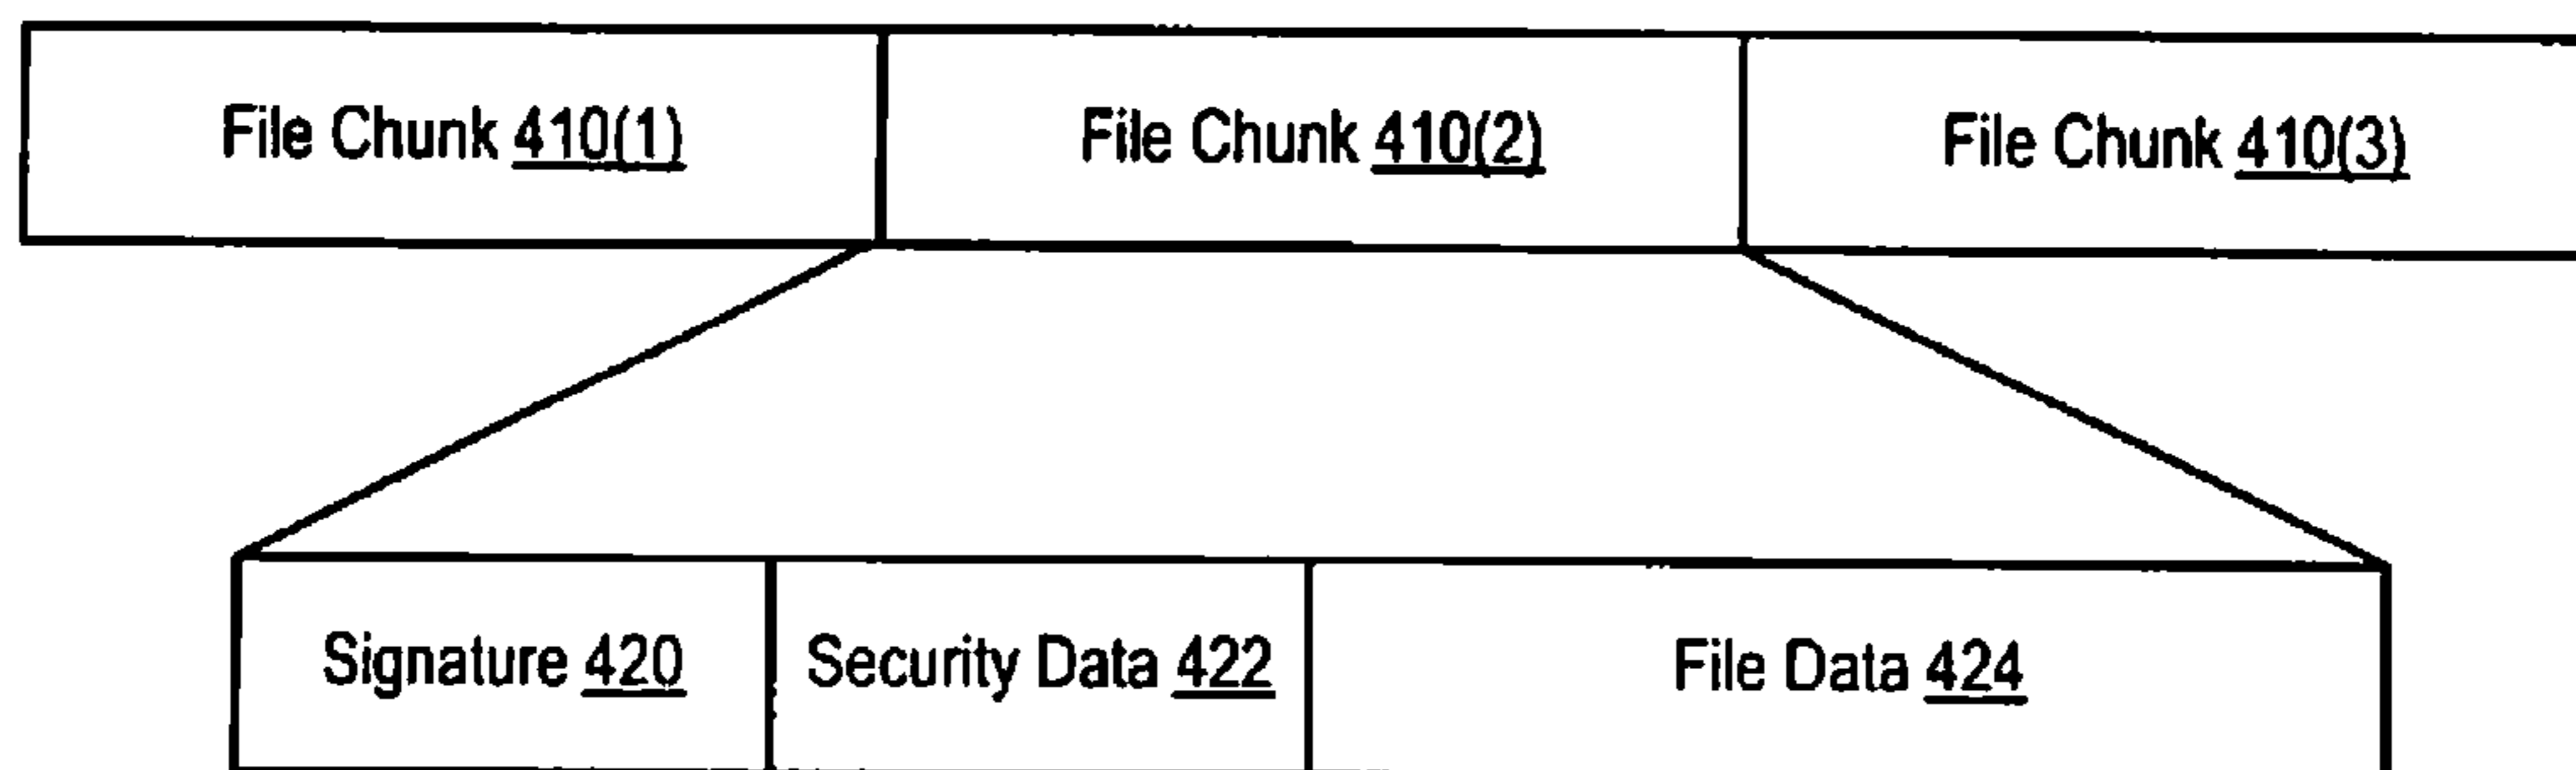 File Chunk 410(1) File Chunk 410(2) File Chunk 410(3)
Signature 420 Security Data 422 File Data 424